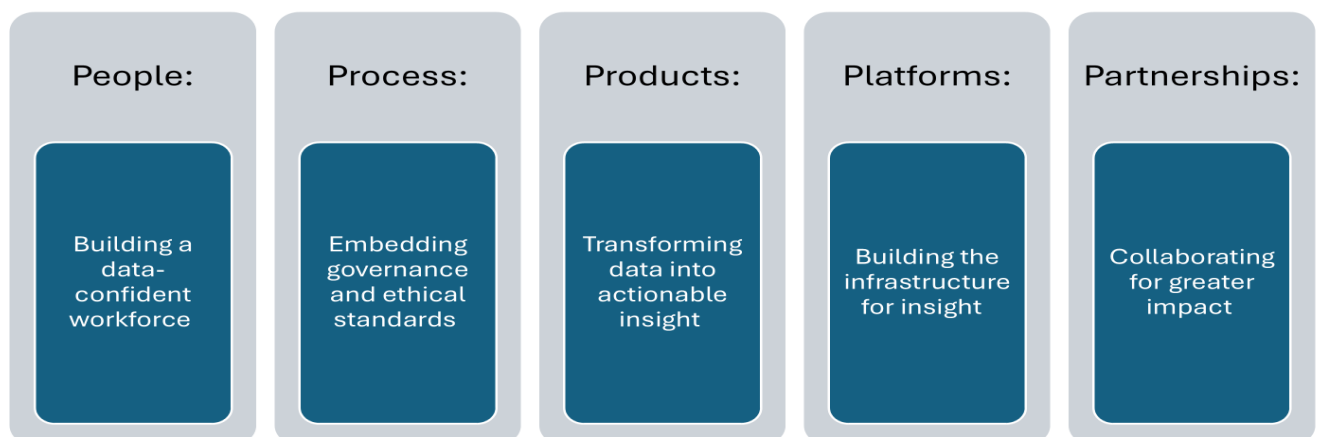 People:
Building a
data-
confident
workforce
Process:
Embedding
governance
and ethical
standards
Products:
Transforming
data into
actionable
insight
Platforms:
Building the
infrastructure
for insight
Partnerships:
Collaborating
for greater
impact